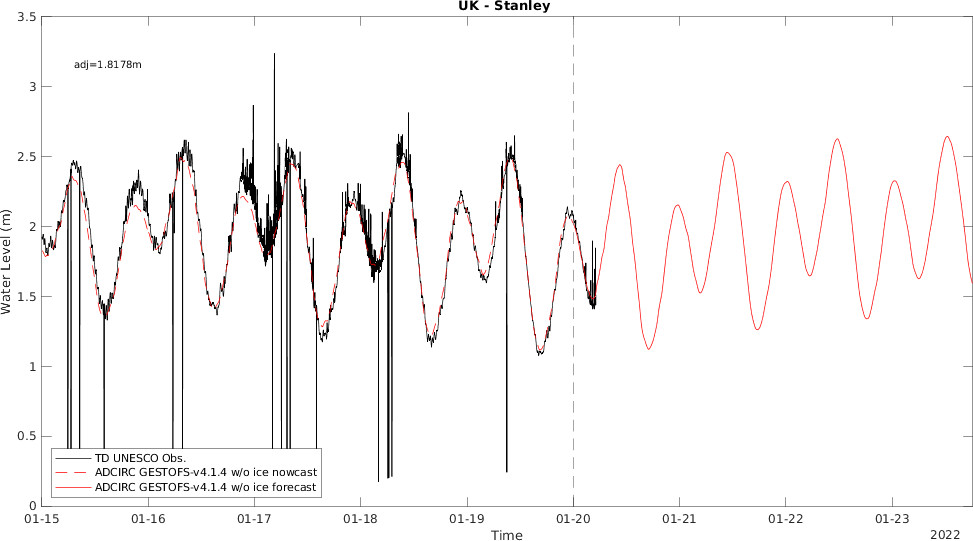 UK - Stanley
adj=1.8178m
Water Level (m)
3.5
3
2.5
2
1.5
1
0.5
0
TD UNESCO Obs.
ADCIRC GESTOFS-v4.1.4 w/o ice nowcast
ADCIRC GESTOFS-v4.1.4 w/o ice forecast
01-15 01-16 01-17 01-18 01-19 01-20 01-21 01-22 01-23
Time
2022